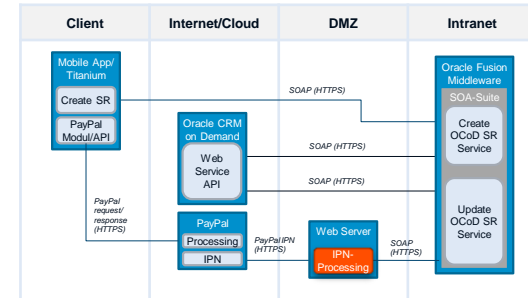 Client
Internet/Cloud
DMZ
Intranet
Mobile App/
Titanium
Create SR
PayPal
Modul/API
SOAP (HTTPS)
Oracle Fusion
Middleware
SOA-Suite
Create
OCoD SR
Service
Oracle CRM
on Demand
Web
Service
API
SOAP (HTTPS)
SOAP (HTTPS)
Update
OCoD SR
Service
PayPal
request/
response
(HTTPS)
PayPal
Processing
IPN
PayPal IPN
(HTTPS)
Web Server
IPN-
Processing
SOAP
(HTTPS)